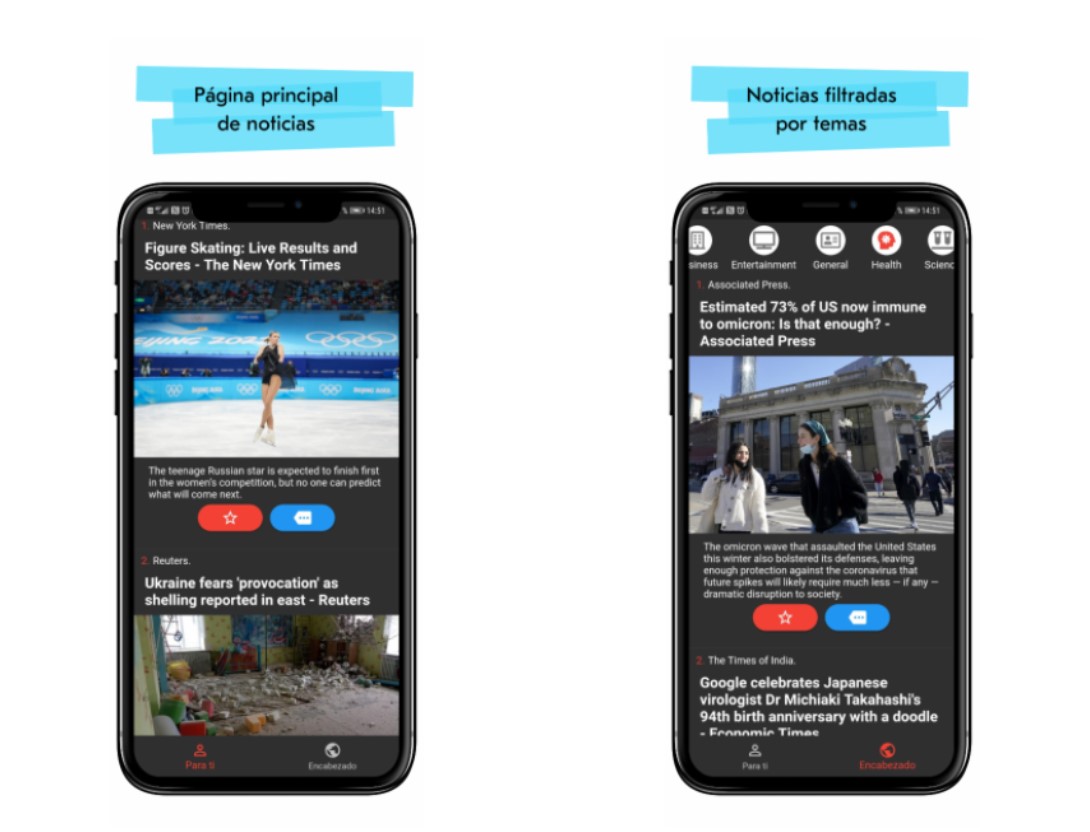 Página principal
de noticias
14:51
1. New York Times.
Figure Skating: Live Results and
Scores - The New York Times
EIJING 202
The teenage Russian star is expected to finish first
in the women's competition, but no one can predict
what will come next.
2. Reuters.
Ukraine fears 'provocation' as
shelling reported in east - Reuters
Para ti
Encabezado
Noticias filtradas
por temas
14:51
siness Entertainment General Health Scienc
1. Associated Press.
Estimated 73% of US now immune
to omicron: Is that enough? -
Associated Press
The omicron wave that assaulted the United States
this winter also bolstered its defenses, leaving
enough protection against the coronavirus that
future spikes will likely require much less — if any —
dramatic disruption to society.
2. The Times of India.
Google celebrates Japanese
virologist Dr Michiaki Takahashi's
94th birth anniversary with a doodle
- Economic Times
Para ti
Encabezado